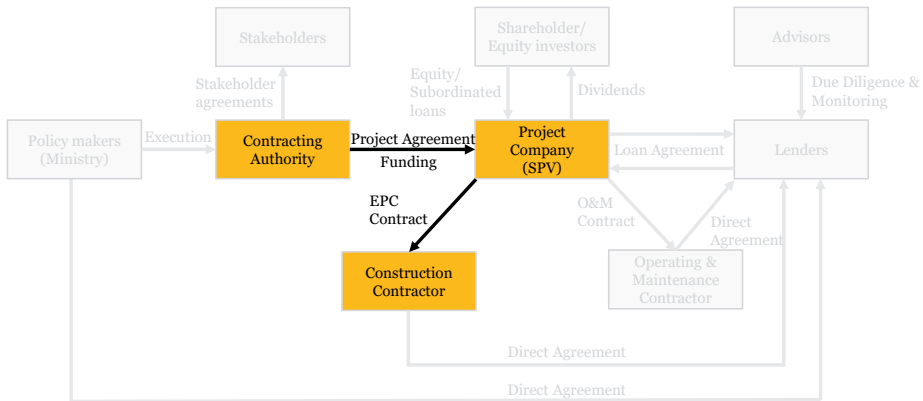 Stakeholders
Shareholder/
Equity investors
Advisors
Stakeholder
agreements
Equity/
Subordinated
loans
Dividends
Due Diligence &
Monitoring
Policy makers
(Ministry)
Execution
Contracting
Authority
Project Agreement
Funding
Project
Company
(SPV)
Loan Agreement
Lenders
EPC
Contract
O&M
Contract
Direct
Agreement
Construction
Contractor
Operating &
Maintenance
Contractor
Direct Agreement
Direct Agreement